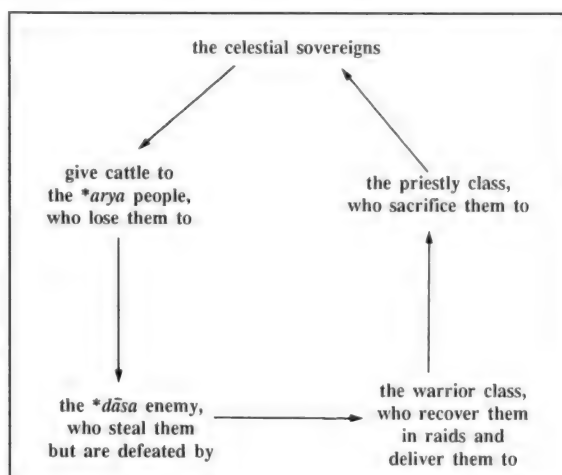 the celestial sovereigns
give cattle to
the *arya people,
who lose them to
the *dāsa enemy,
who steal them
but are defeated by
the warrior class,
who recover them
in raids and
deliver them to
the priestly class,
who sacrifice them to